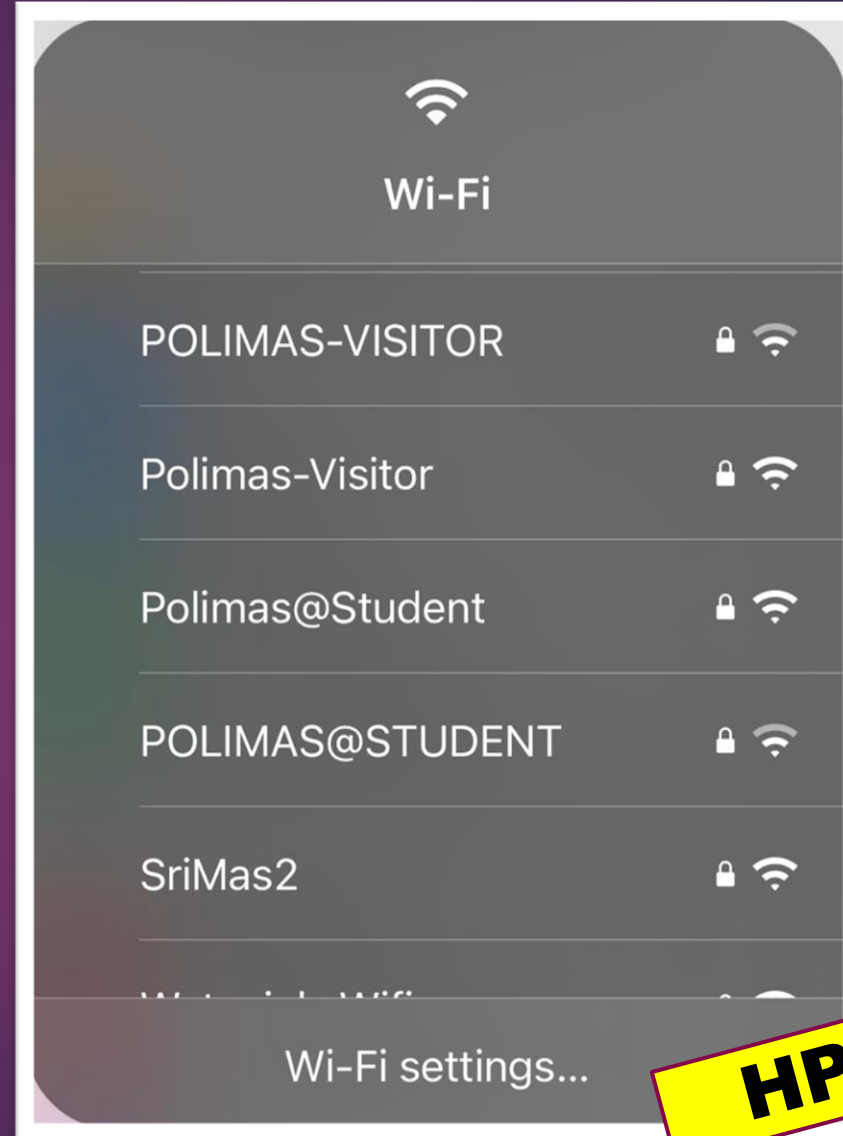 Wi-Fi
POLIMAS-VISITOR
Polimas-Visitor
Polimas@Student
POLIMAS@STUDENT
SriMas2
Wi-Fi settings...
HP